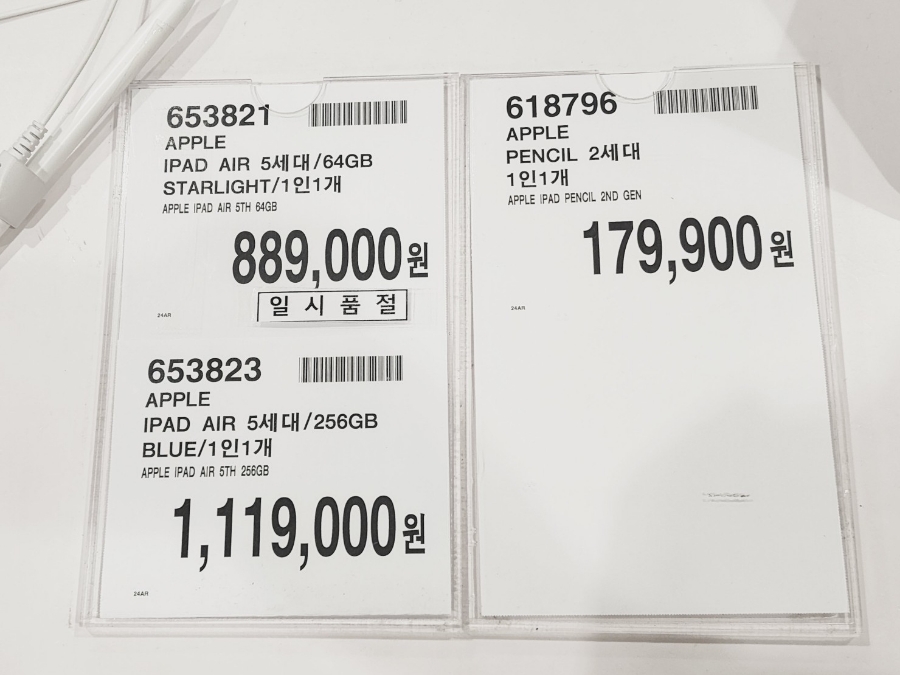 653821
APPLE
IPAD AIR 5세대/64GB
STARLIGHT/1인1개
APPLE IPAD AIR 5TH 64GB
889,000원
일시품절
24AR
653823
APPLE
IPAD AIR 5세대/256GB
BLUE/1인1개
APPLE IPAD AIR 5TH 256GB
1,119,000원
24AR
618796
APPLE
PENCIL 2세대
1인1개
APPLE IPAD PENCIL 2ND GEN
179,900원
24AR